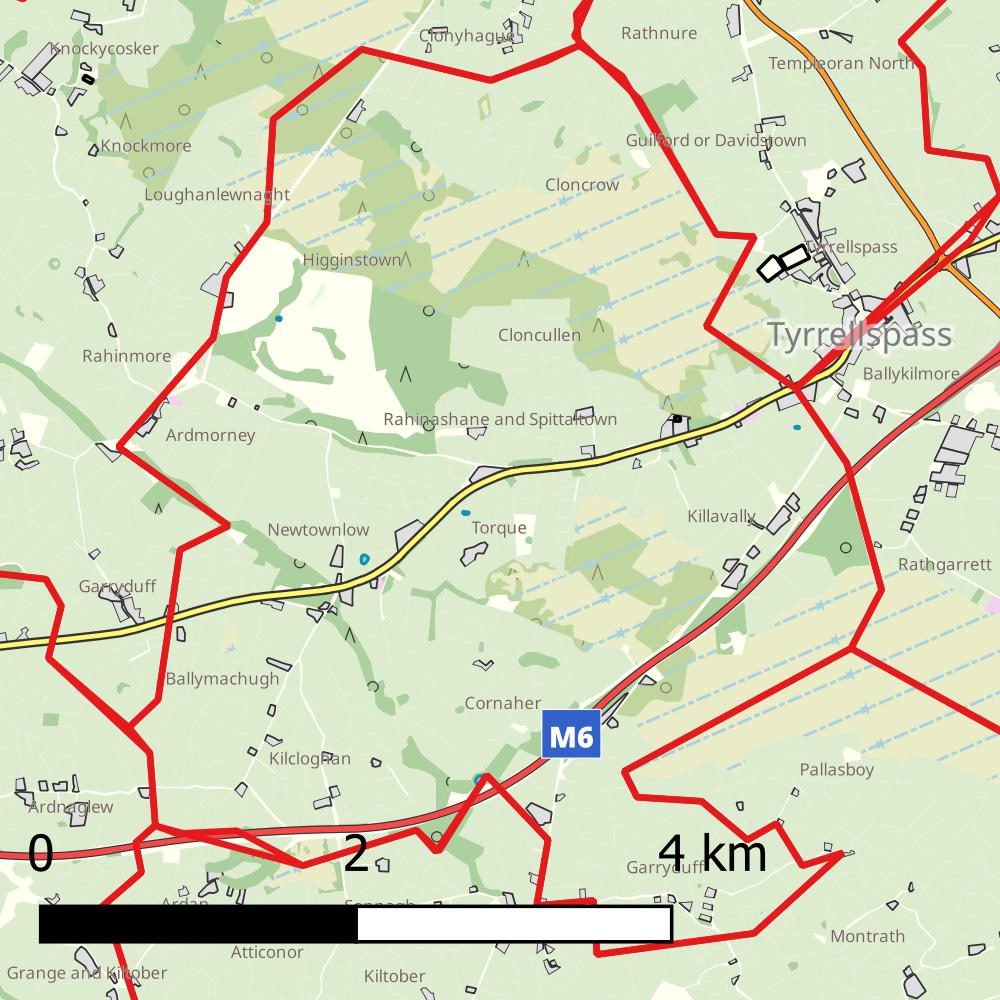 Clonyhague
Rathnure
Knockycosker
Templeoran North
Knockmore
Guilford or Davidstown
Loughanlewnaght
Cloncrow
Higginstown
Tyrrellspass
Cloncullen
Tyrrellspass
Rahinmore
Ballykilmore
Rahinashane and Spittaltown
Ardmorney
Killavally
Newtownlow
Torque
Rathgarrett
Garryduff
Ballymachugh
Cornaher
M6
Kilcloghan
Pallasboy
Ardnaglew
0 2 4 km
Garryduff
Ardan
Sonnagh
Montrath
Atticonor
Grange and Kiltober
Kiltober